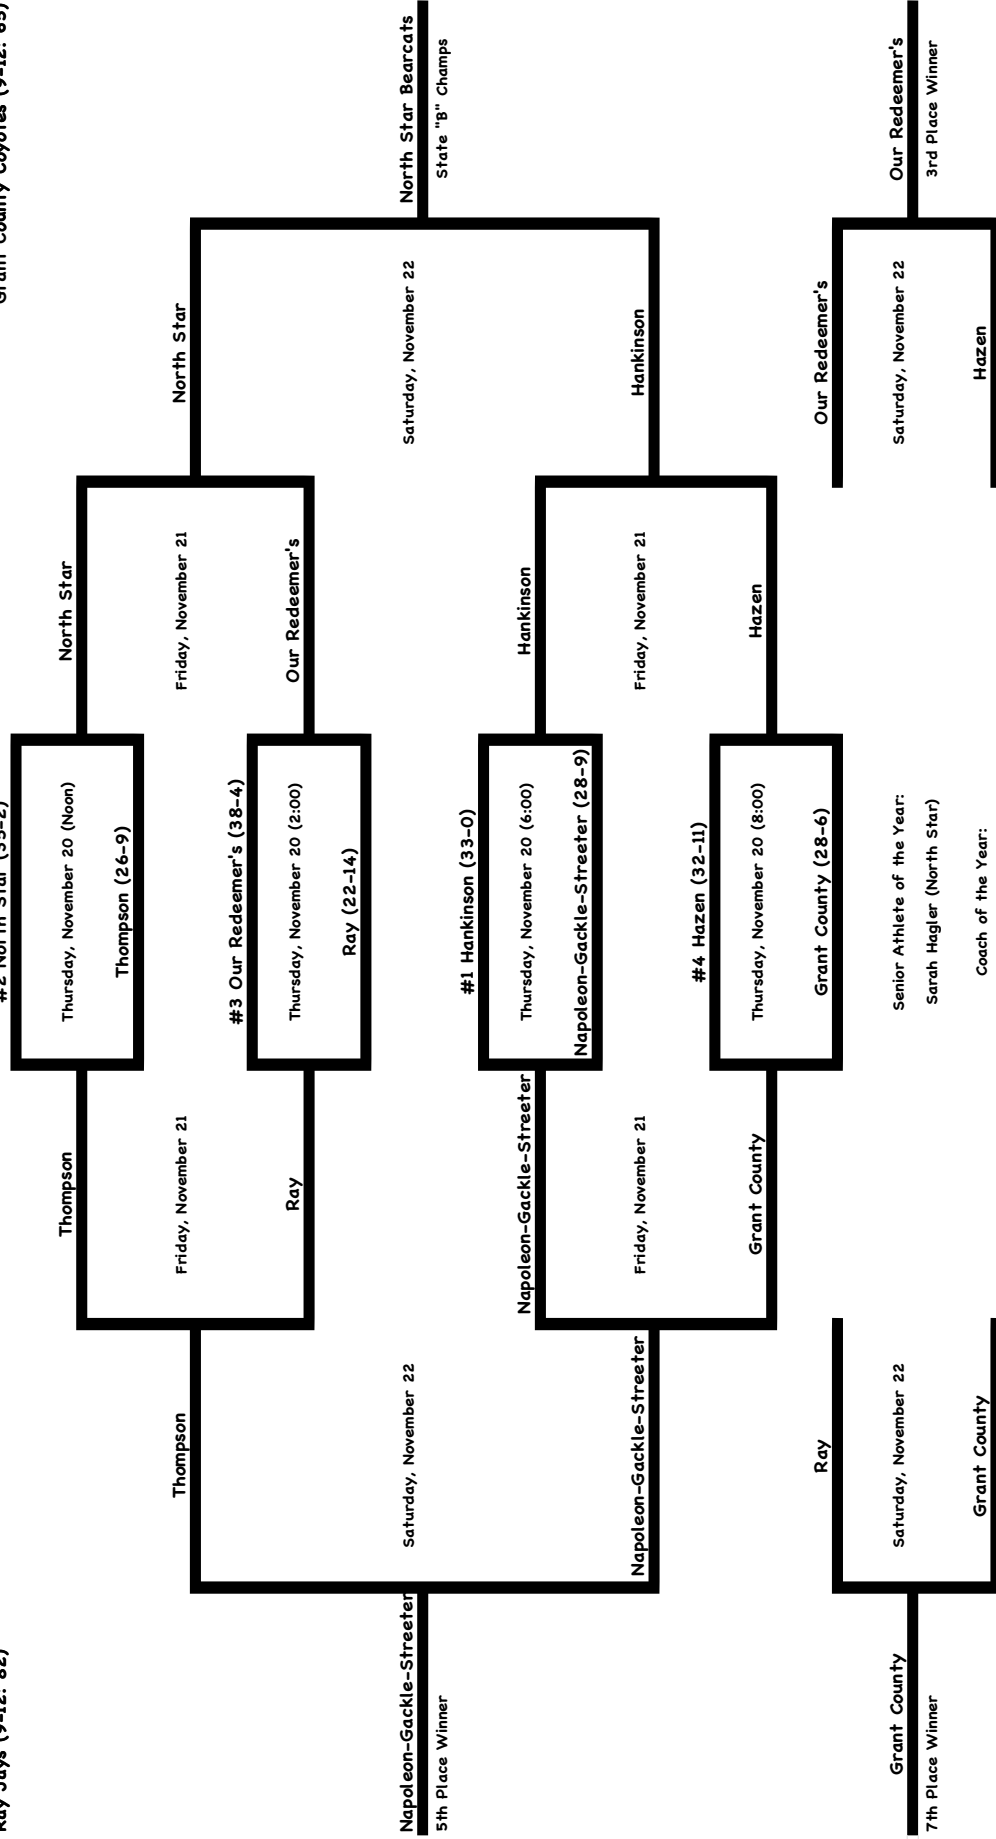 Ray Jays (9-12: 82)
#2 North Star
Grant County Coyotes
Thompson
Thursday, November 20 (Noon)
North Star
Thompson (26-9)
Thompson
Friday, November 21
Friday, November 21
North Star
#3 Our Redeemer's (38-4)
Ray
Thursday, November 20 (2:00)
Our Redeemer's
Ray (22-14)
Napoleon-Gackle-Streeter
5th Place Winner
Saturday, November 22
Saturday, November 22
North Star Bearcats
State "B" Champs
#1 Hankinson (33-0)
Napoleon-Gackle-Streeter
Thursday, November 20 (6:00)
Hankinson
Napoleon-Gackle-Streeter (28-9)
Napoleon-Gackle-Streeter
Friday, November 21
Friday, November 21
Hankinson
#4 Hazen (32-11)
Grant County
Thursday, November 20 (8:00)
Hazen
Grant County (28-6)
Ray
Our Redeemer's
Grant County
7th Place Winner
Saturday, November 22
Senior Athlete of the Year:
Sarah Hagler (North Star)
Saturday, November 22
Our Redeemer's
3rd Place Winner
Grant County
Coach of the Year:
Hazen